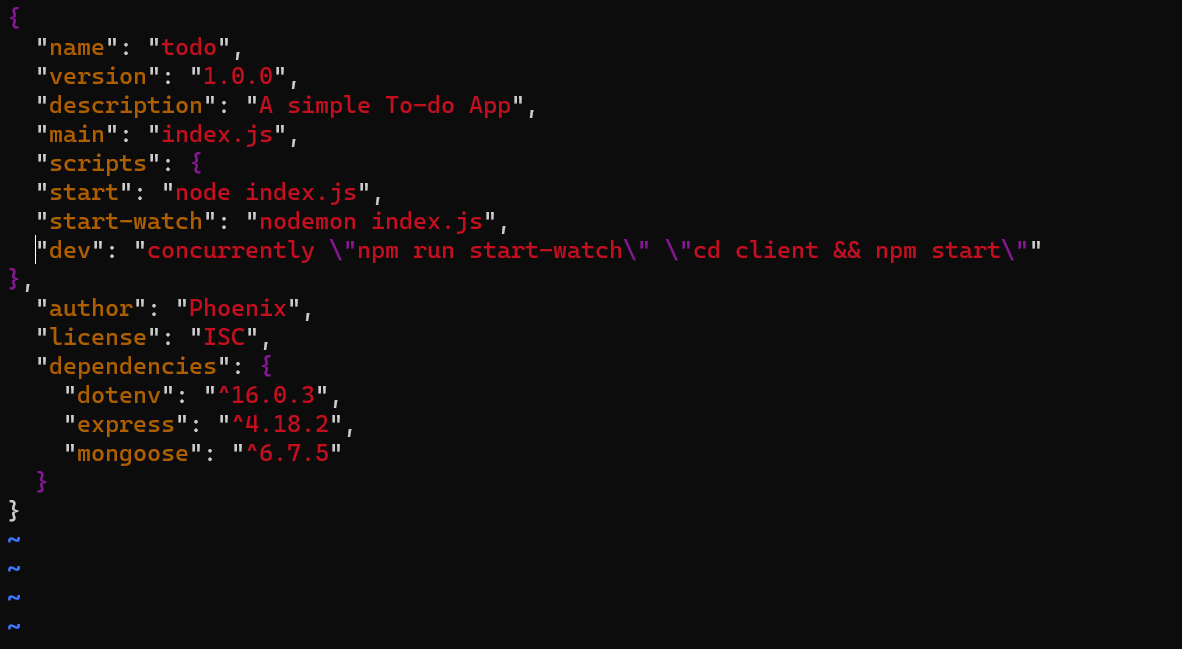 {
  "name": "todo",
  "version": "1.0.0",
  "description": "A simple To-do App",
  "main": "index.js",
  "scripts": {
  "start": "node index.js",
  "start-watch": "nodemon index.js",
  "dev": "concurrently \"npm run start-watch\" \"cd client && npm start\""
},
  "author": "Phoenix",
  "license": "ISC",
  "dependencies": {
    "dotenv": "^16.0.3",
    "express": "^4.18.2",
    "mongoose": "^6.7.5"
  }
}
~
~
~
~